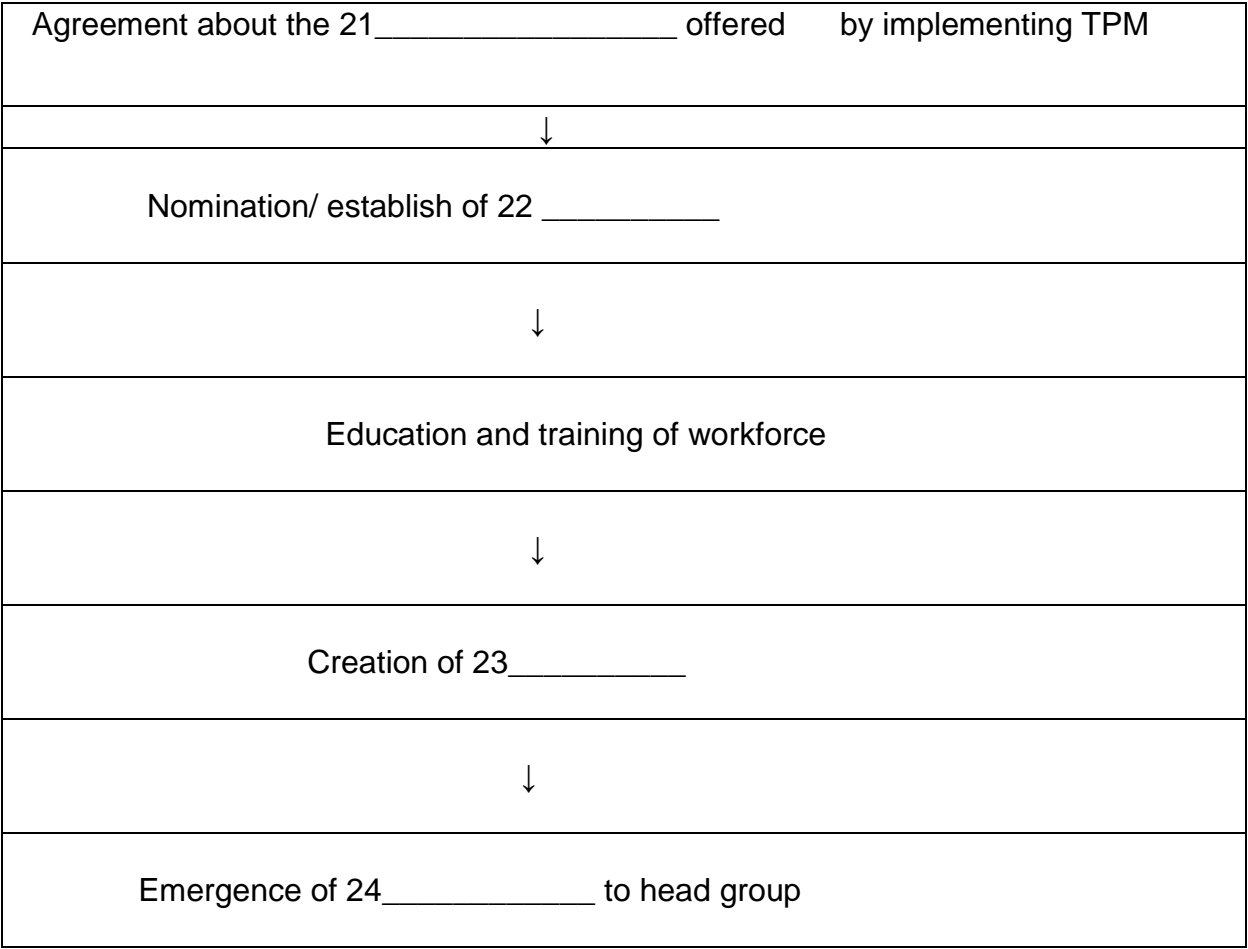 Agreement about the 21_________________ offered by implementing TPM
↓
Nomination/ establish of 22 __________
↓
Education and training of workforce
↓
Creation of 23__________
↓
Emergence of 24____________ to head group